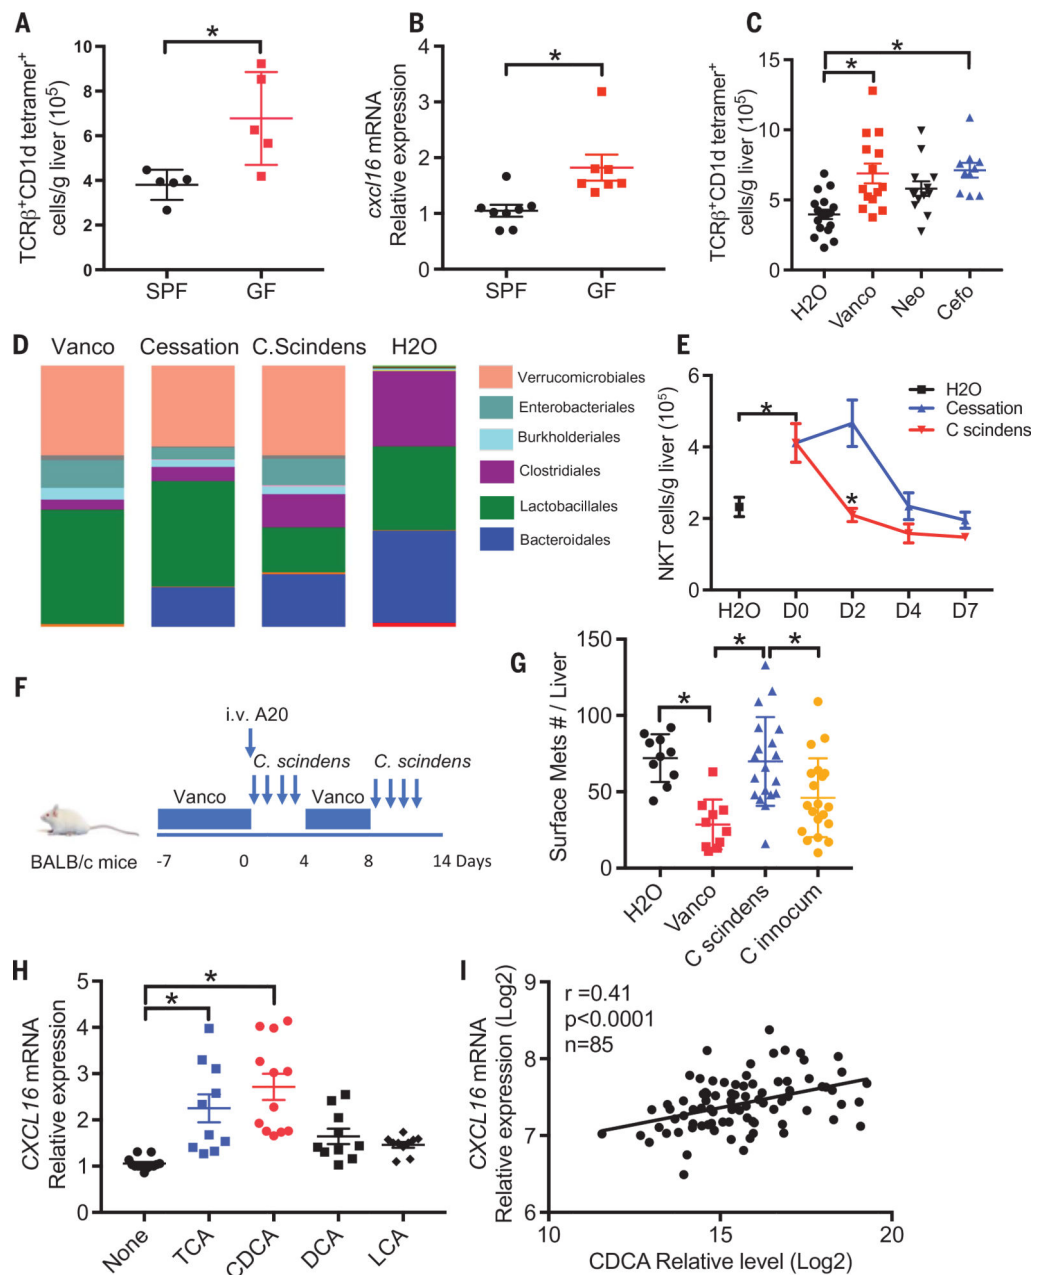 A
TCRβ⁺CD1d tetramer⁺
cells/g liver (10⁵)
10
8
6
4
2
0
*
SPF
GF
B
cxcl16 mRNA
Relative expression
4
3
2
1
0
*
SPF
GF
C
TCRβ⁺CD1d tetramer⁺
cells/g liver (10⁵)
15
10
5
0
*
*
H2O
Vanco
Neo
Cefo
D
Vanco
Cessation
C.Scindens
H2O
Verrucomicrobiales
Enterobacteriales
Burkholderiales
Clostridiales
Lactobacillales
Bacteroidales
E
NKT cells/g liver (10⁵)
6
4
2
0
*
*
H2O
Cessation
C scindens
H2O
D0
D2
D4
D7
F
i.v. A20
C. scindens
C. scindens
Vanco
Vanco
BALB/c mice
-7
0
4
8
14 Days
G
Surface Mets # / Liver
150
100
50
0
*
*
*
H2O
Vanco
C scindens
C innocum
H
CXCL16 mRNA
Relative expression
5
4
3
2
1
0
*
*
None
TCA
CDCA
DCA
LCA
I
CXCL16 mRNA
Relative expression (Log2)
9
8
7
6
r =0.41
p<0.0001
n=85
10
15
20
CDCA Relative level (Log2)